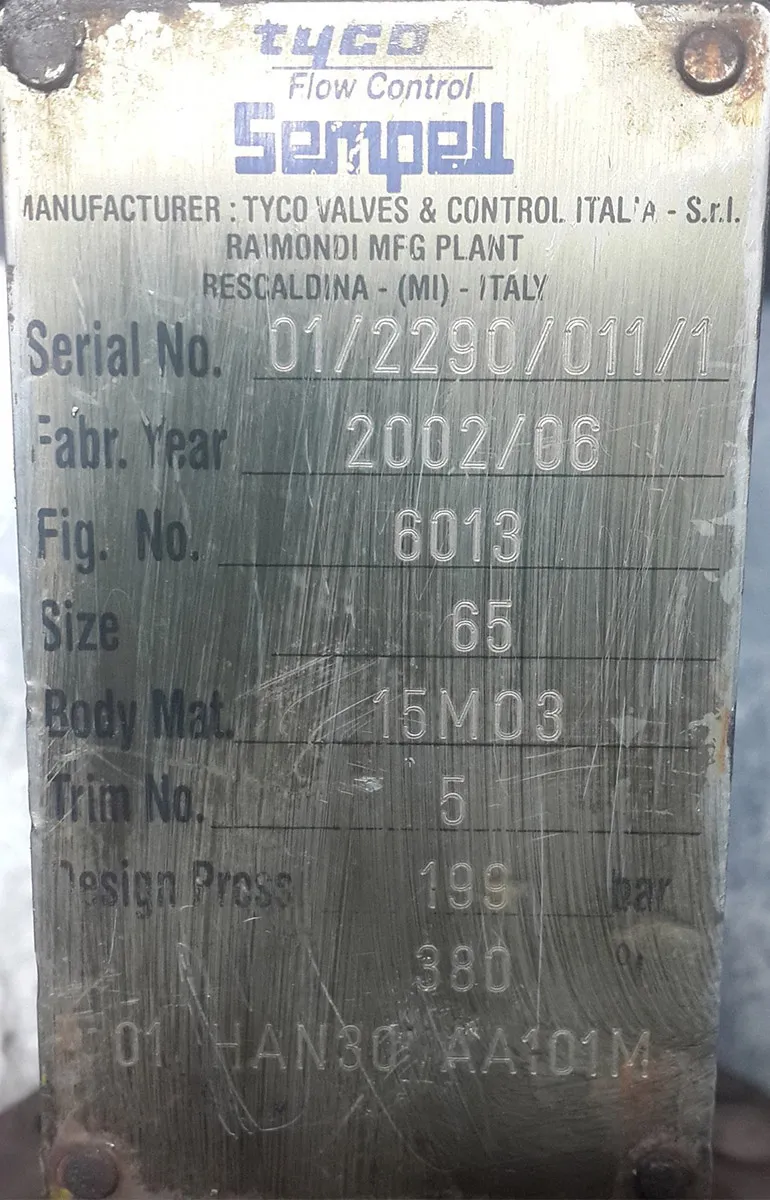 tyco
Flow Control
Sempell
MANUFACTURER : TYCO VALVES & CONTROL ITALIA - S.r.l.
RAIMONDI MFG PLANT
RESCALDINA - (MI) - ITALY
Serial No. 01/2290/011/1
Fabr. Year 2002/06
Fig. No. 6013
Size 65
Body Mat. 15M03
Trim No. 5
Design Press 199 bar
380
01 HAN30 AA101M